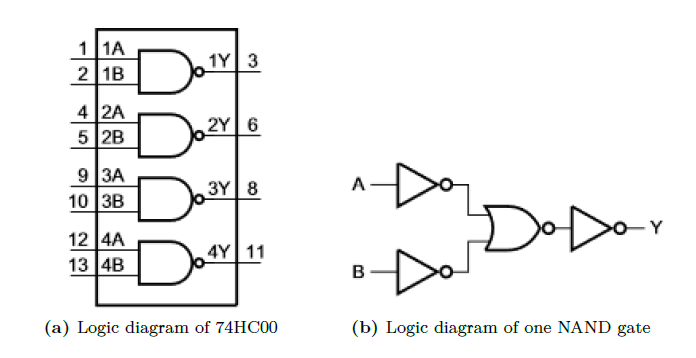 1 1A
1Y 3
2 1B
4 2A
2Y 6
5 2B
9 3A
3Y 8
10 3B
12 4A
4Y 11
13 4B
A
Y
B
(a) Logic diagram of 74HC00
(b) Logic diagram of one NAND gate